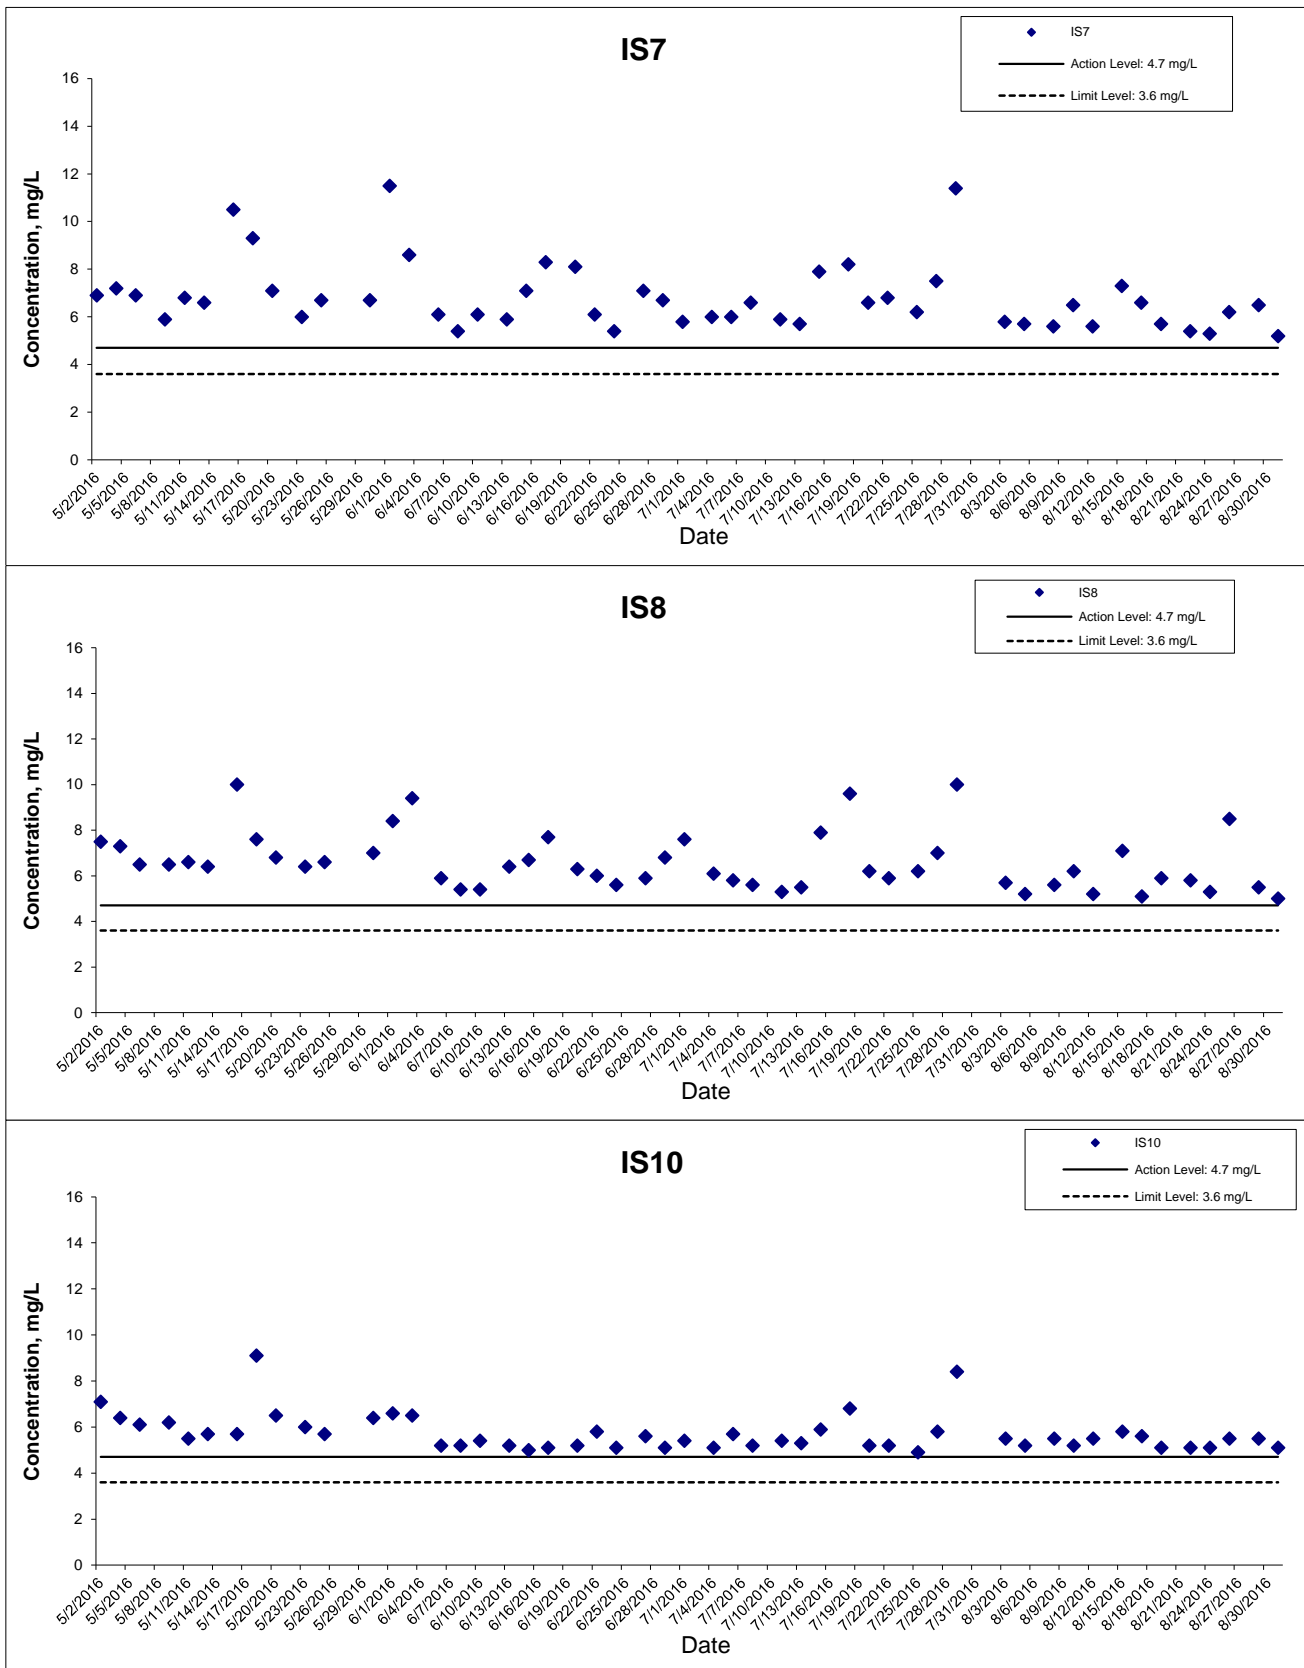 IS7
IS7
Action Level: 4.7 mg/L
Limit Level: 3.6 mg/L
Concentration, mg/L
16
14
12
10
8
6
4
2
0
5/2/2016 5/5/2016 5/8/2016 5/11/2016 5/14/2016 5/17/2016 5/20/2016 5/23/2016 5/26/2016 5/29/2016 6/1/2016 6/4/2016 6/7/2016 6/10/2016 6/13/2016 6/16/2016 6/19/2016 6/22/2016 6/25/2016 6/28/2016 7/1/2016 7/4/2016 7/7/2016 7/10/2016 7/13/2016 7/16/2016 7/19/2016 7/22/2016 7/25/2016 7/28/2016 7/31/2016 8/3/2016 8/6/2016 8/9/2016 8/12/2016 8/15/2016 8/18/2016 8/21/2016 8/24/2016 8/27/2016 8/30/2016
Date
IS8
IS8
Action Level: 4.7 mg/L
Limit Level: 3.6 mg/L
Concentration, mg/L
16
14
12
10
8
6
4
2
0
5/2/2016 5/5/2016 5/8/2016 5/11/2016 5/14/2016 5/17/2016 5/20/2016 5/23/2016 5/26/2016 5/29/2016 6/1/2016 6/4/2016 6/7/2016 6/10/2016 6/13/2016 6/16/2016 6/19/2016 6/22/2016 6/25/2016 6/28/2016 7/1/2016 7/4/2016 7/7/2016 7/10/2016 7/13/2016 7/16/2016 7/19/2016 7/22/2016 7/25/2016 7/28/2016 7/31/2016 8/3/2016 8/6/2016 8/9/2016 8/12/2016 8/15/2016 8/18/2016 8/21/2016 8/24/2016 8/27/2016 8/30/2016
Date
IS10
IS10
Action Level: 4.7 mg/L
Limit Level: 3.6 mg/L
Concentration, mg/L
16
14
12
10
8
6
4
2
0
5/2/2016 5/5/2016 5/8/2016 5/11/2016 5/14/2016 5/17/2016 5/20/2016 5/23/2016 5/26/2016 5/29/2016 6/1/2016 6/4/2016 6/7/2016 6/10/2016 6/13/2016 6/16/2016 6/19/2016 6/22/2016 6/25/2016 6/28/2016 7/1/2016 7/4/2016 7/7/2016 7/10/2016 7/13/2016 7/16/2016 7/19/2016 7/22/2016 7/25/2016 7/28/2016 7/31/2016 8/3/2016 8/6/2016 8/9/2016 8/12/2016 8/15/2016 8/18/2016 8/21/2016 8/24/2016 8/27/2016 8/30/2016
Date